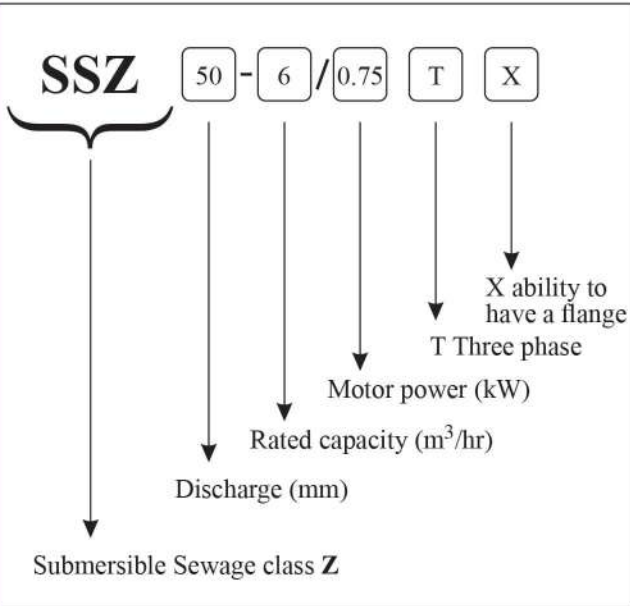 SSZ 50 - 6 / 0.75 T X
X ability to
have a flange
T Three phase
Motor power (kW)
Rated capacity (m³/hr)
Discharge (mm)
Submersible Sewage class Z